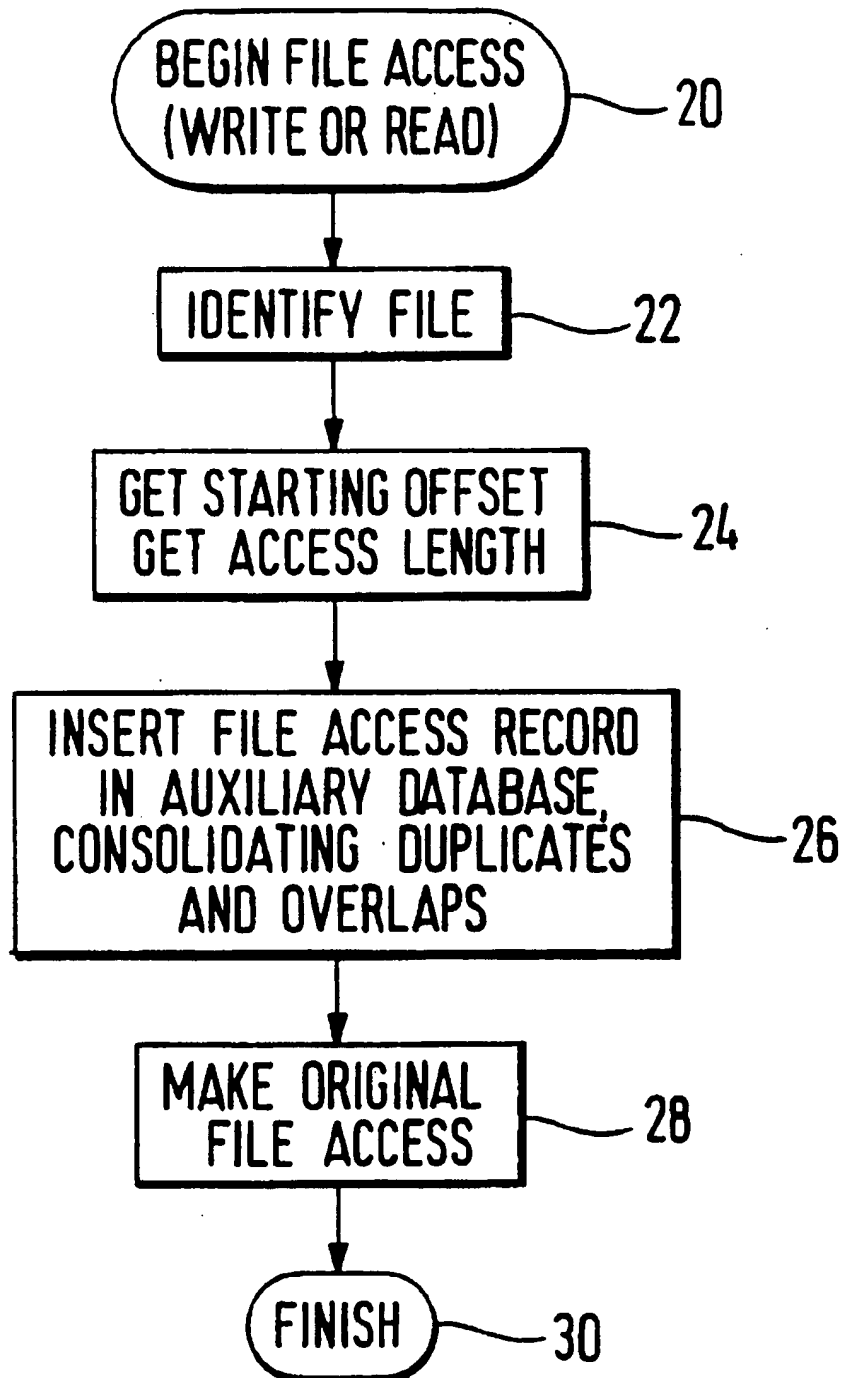 BEGIN FILE ACCESS
(WRITE OR READ)
20
IDENTIFY FILE
22
GET STARTING OFFSET
GET ACCESS LENGTH
24
INSERT FILE ACCESS RECORD
IN AUXILIARY DATABASE,
CONSOLIDATING DUPLICATES
AND OVERLAPS
26
MAKE ORIGINAL
FILE ACCESS
28
FINISH
30